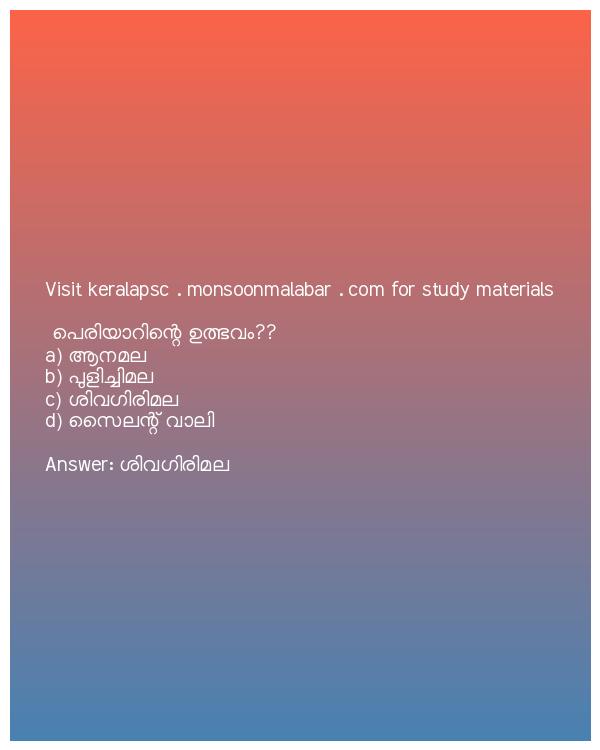 Visit keralapsc . monsoonmalabar . com for study materials
പെരിയാറിന്റെ ഉത്ഭവം??
a) ആനമല
b) പുളിച്ചിമല
c) ശിവഗിരിമല
d) സൈലന്റ് വാലി
Answer: ശിവഗിരിമല